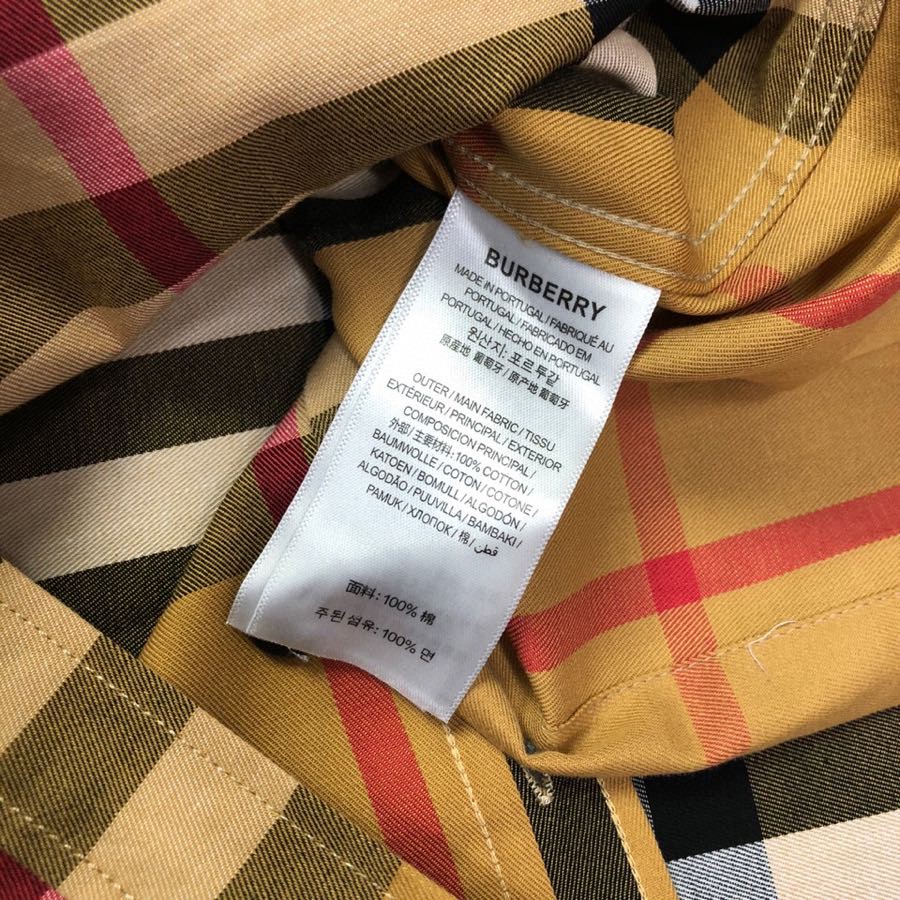 BURBERRY
MADE IN PORTUGAL / FABRIQUÉ AU
PORTUGAL / FABRICADO EM
PORTUGAL / HECHO EN PORTUGAL
원산지: 포르투갈
原産地 葡萄牙 / 原产地 葡萄牙
OUTER / MAIN FABRIC / TISSU
EXTÉRIEUR / PRINCIPAL / EXTERIOR
COMPOSICION PRINCIPAL /
外部 / 主要材料: 100% COTTON /
BAUMWOLLE / COTON / COTONE /
KATOEN / BOMULL / ALGODÓN /
ALGODÃO / PUUVILLA / BAMBAKI /
PAMUK / ХЛОПОК / 棉 / قطن
面料: 100% 棉
주된 섬유: 100% 면